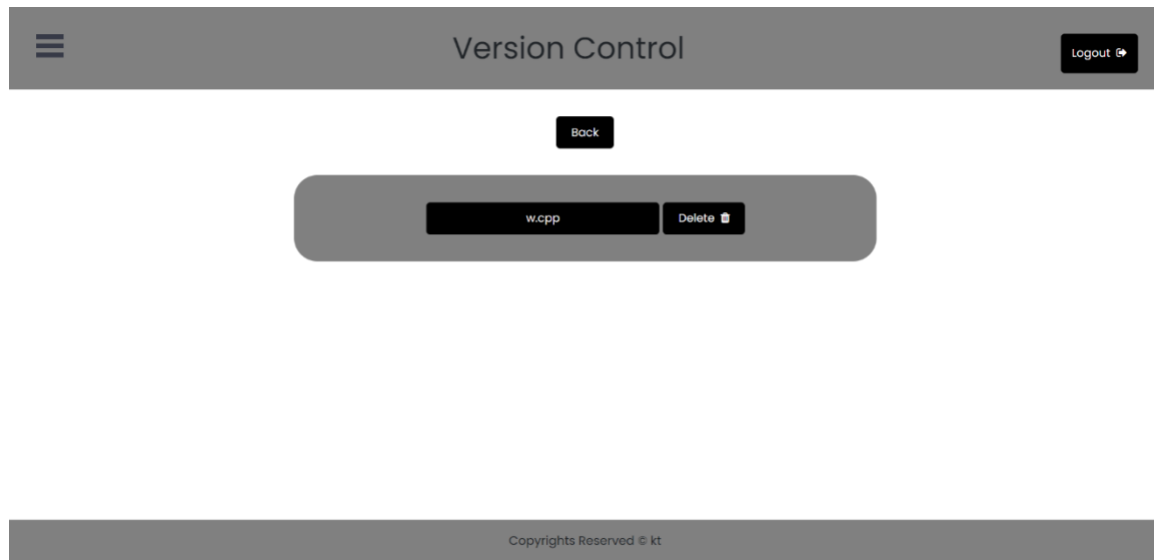 Version Control
Logout
Back
w.cpp
Delete
Copyrights Reserved © kt